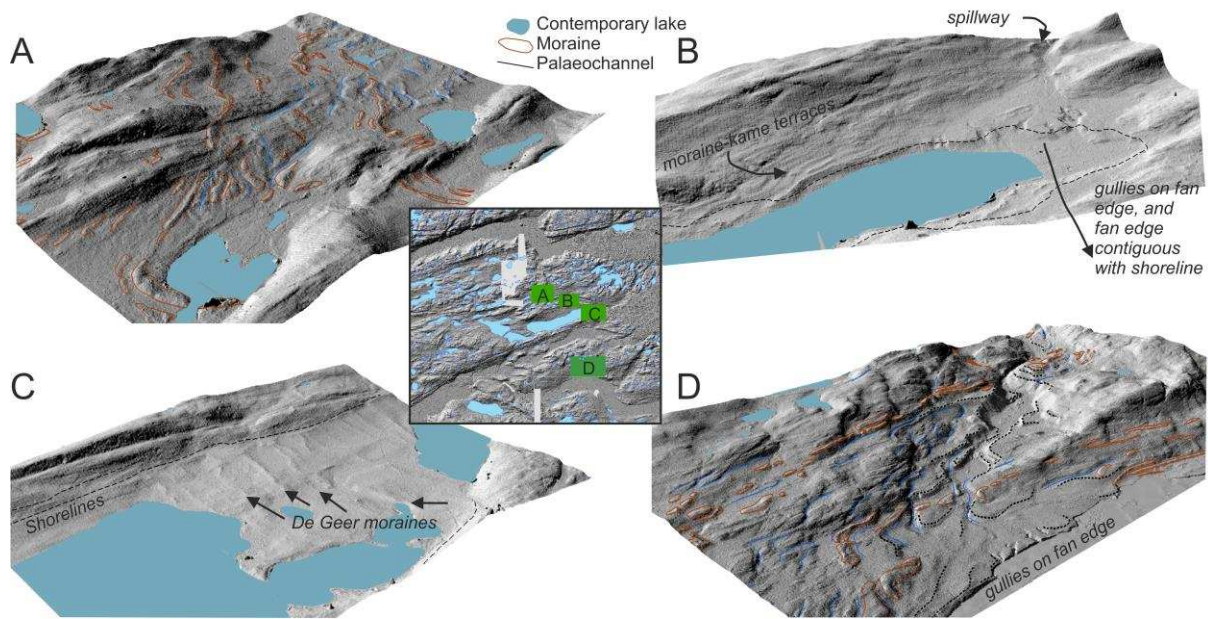 A
Contemporary lake
Moraine
Palaeochannel
spillway
B
moraine-kame terraces
gullies on fan
edge, and
fan edge
contiguous
with shoreline
A
B
C
D
C
Shorelines
De Geer moraines
D
gullies on fan edge